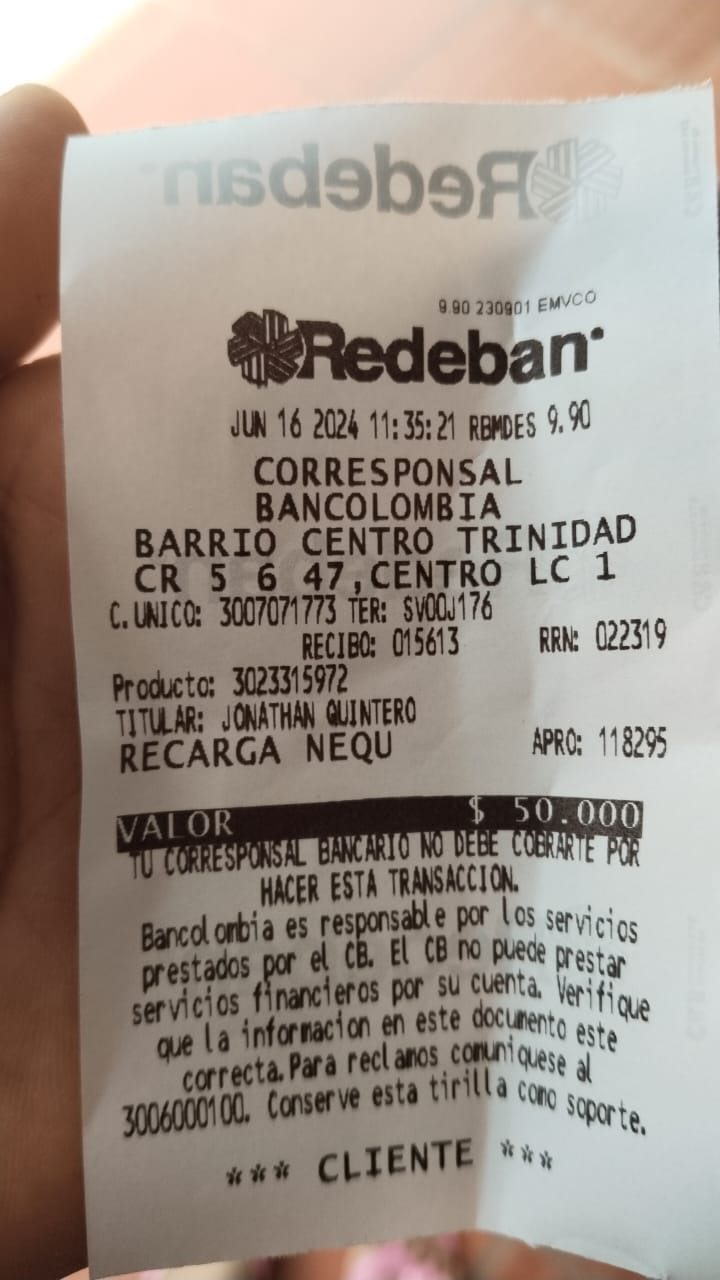 Redeban
9.90 230901 EMVCO
Redeban
JUN 16 2024 11:35:21 RBMDES 9.90
CORRESPONSAL
BANCOLOMBIA
BARRIO CENTRO TRINIDAD
CR 5 6 47,CENTRO LC 1
C.UNICO: 3007071773 TER: SV00J176
RECIBO: 015613 RRN: 022319
Producto: 3023315972
TITULAR: JONATHAN QUINTERO
RECARGA NEQU APRO: 118295
VALOR $ 50.000
TU CORRESPONSAL BANCARIO NO DEBE COBRARTE POR
HACER ESTA TRANSACCION.
Bancolombia es responsable por los servicios
prestados por el CB. El CB no puede prestar
servicios financieros por su cuenta. Verifique
que la informacion en este documento este
correcta.Para reclamos comuniquese al
3006000100. Conserve esta tirilla como soporte.
*** CLIENTE ***